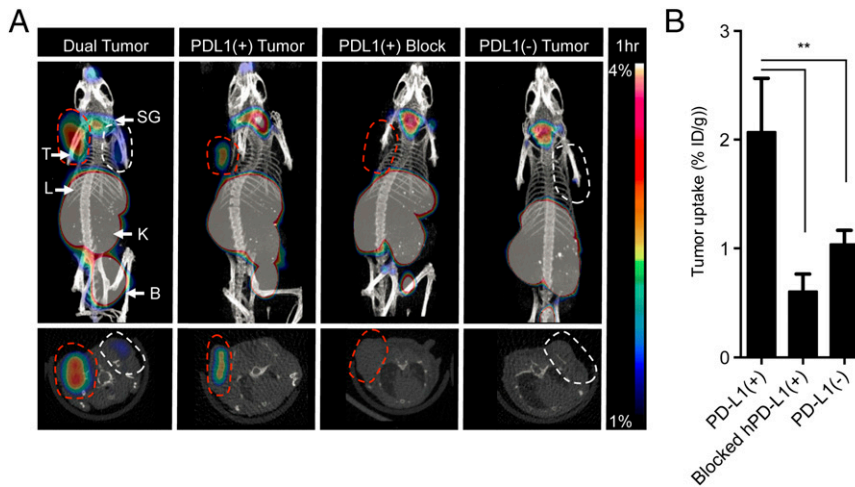 A
Dual Tumor
PDL1(+) Tumor
PDL1(+) Block
PDL1(-) Tumor
1hr
4%
SG
T
L
K
B
1%
B
**
Tumor uptake (% ID/g))
3
2
1
0
PD-L1(+)
Blocked hPD-L1(+)
PD-L1(-)